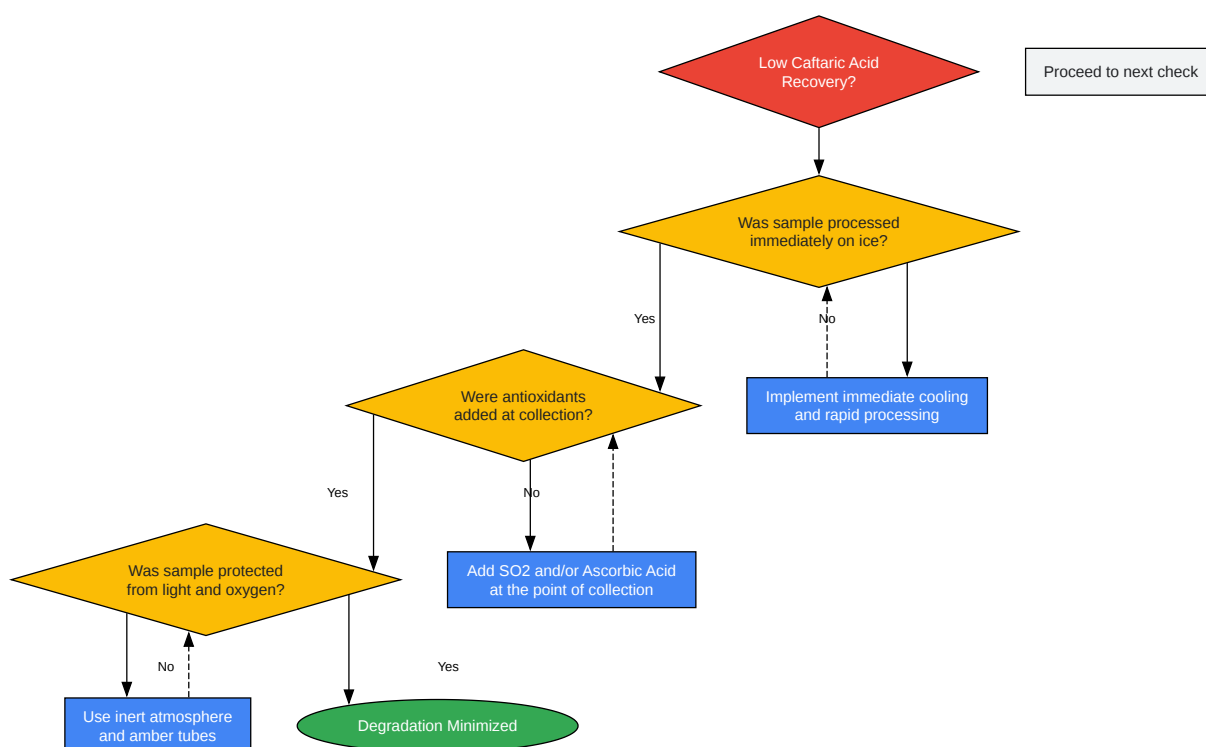 Low Caftaric Acid
Recovery?
Proceed to next check
Was sample processed
immediately on ice?
Yes
No
Were antioxidants
added at collection?
Implement immediate cooling
and rapid processing
Yes
No
Was sample protected
from light and oxygen?
Add SO2 and/or Ascorbic Acid
at the point of collection
No
Yes
Use inert atmosphere
and amber tubes
Degradation Minimized